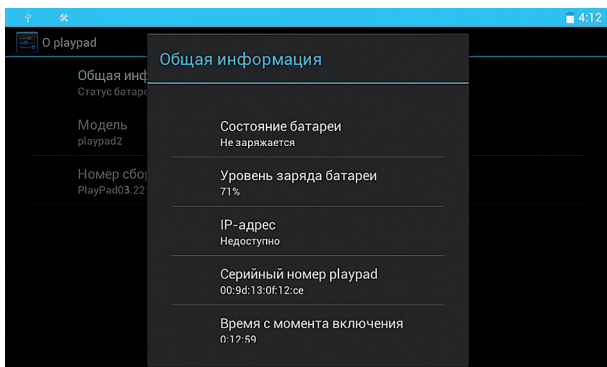 4:12
О playpad
Общая информация
Общая инф
Статус батаре
Модель
playpad2
Номер сбор
PlayPad03.22
Состояние батареи
Не заряжается
Уровень заряда батареи
71%
IP-адрес
Недоступно
Серийный номер playpad
00:9d:13:0f:12:ce
Время с момента включения
0:12:59